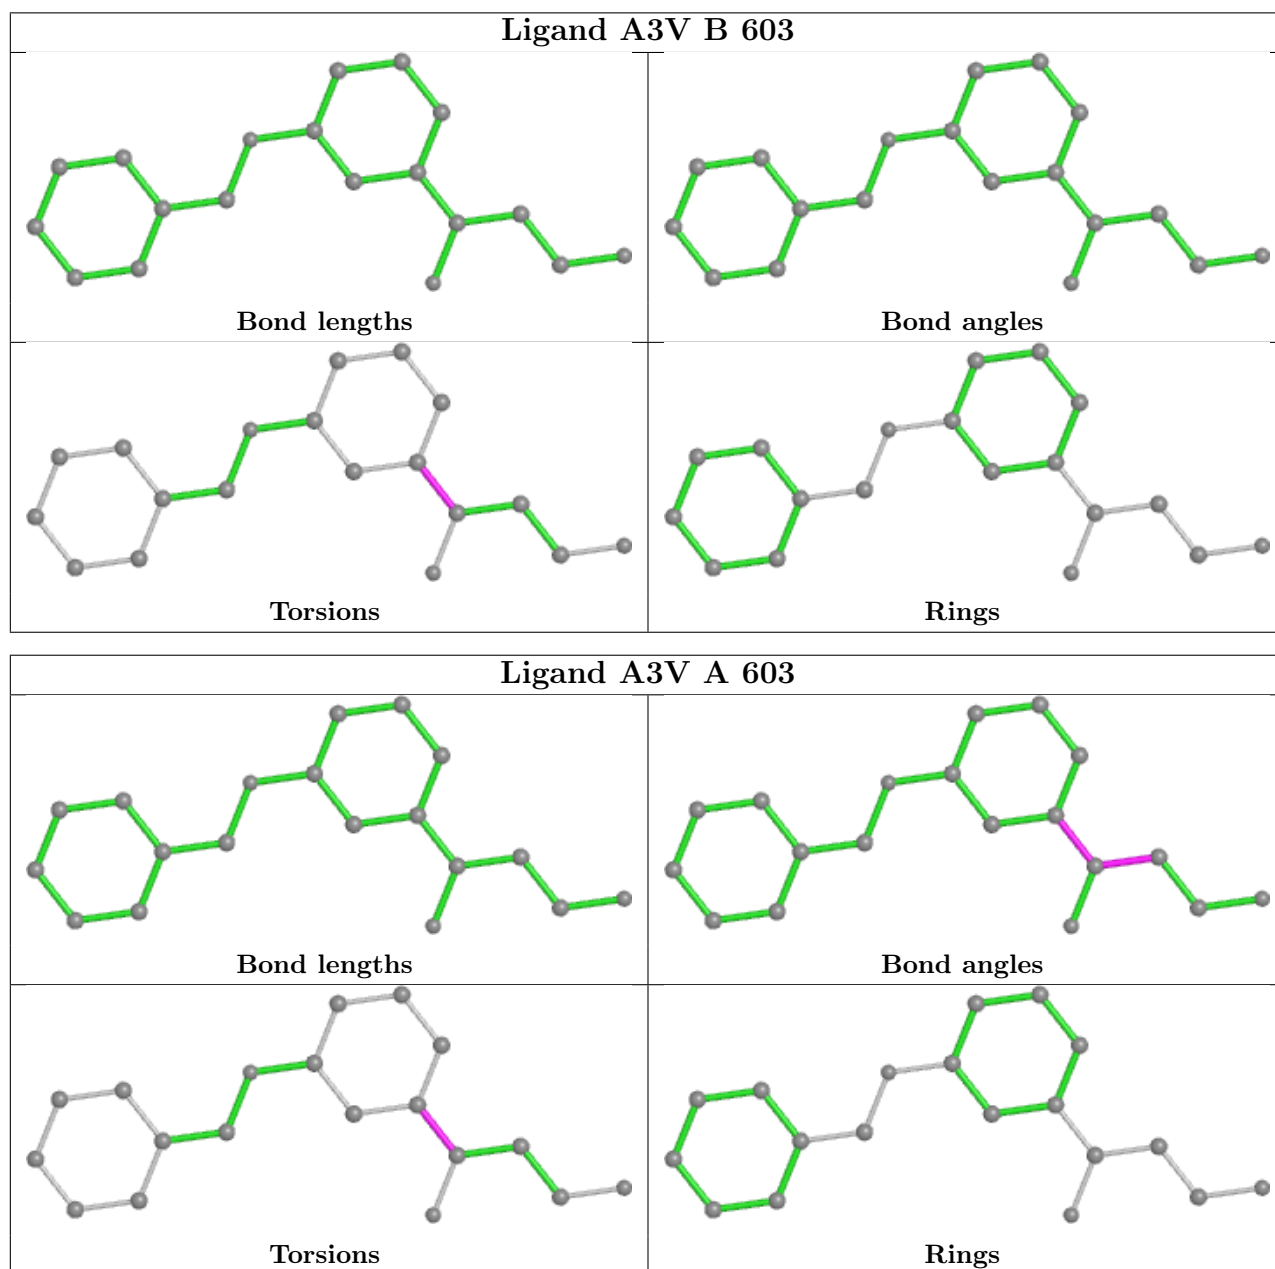 Ligand A3V B 603
Bond lengths
Bond angles
Torsions
Rings
Ligand A3V A 603
Bond lengths
Bond angles
Torsions
Rings